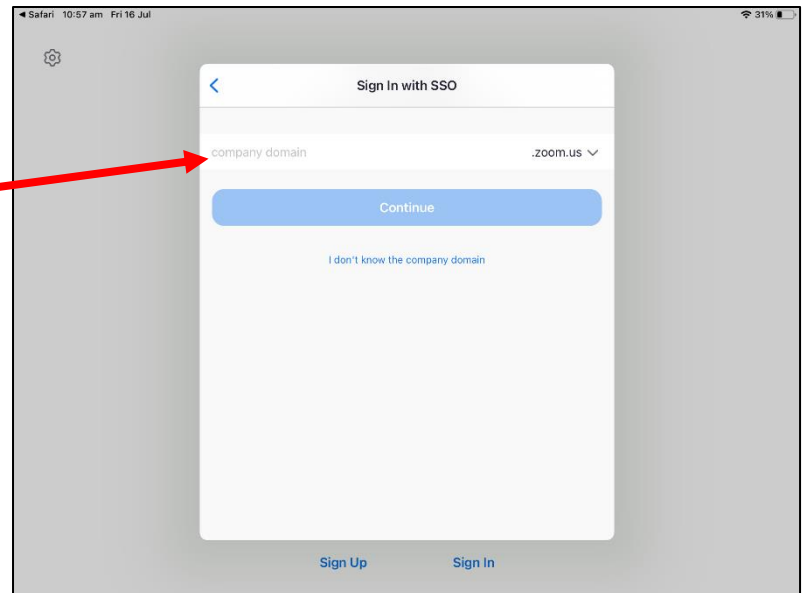 Safari 10:57 am Fri 16 Jul 31%
Sign In with SSO
company domain .zoom.us
Continue
I don't know the company domain
Sign Up Sign In